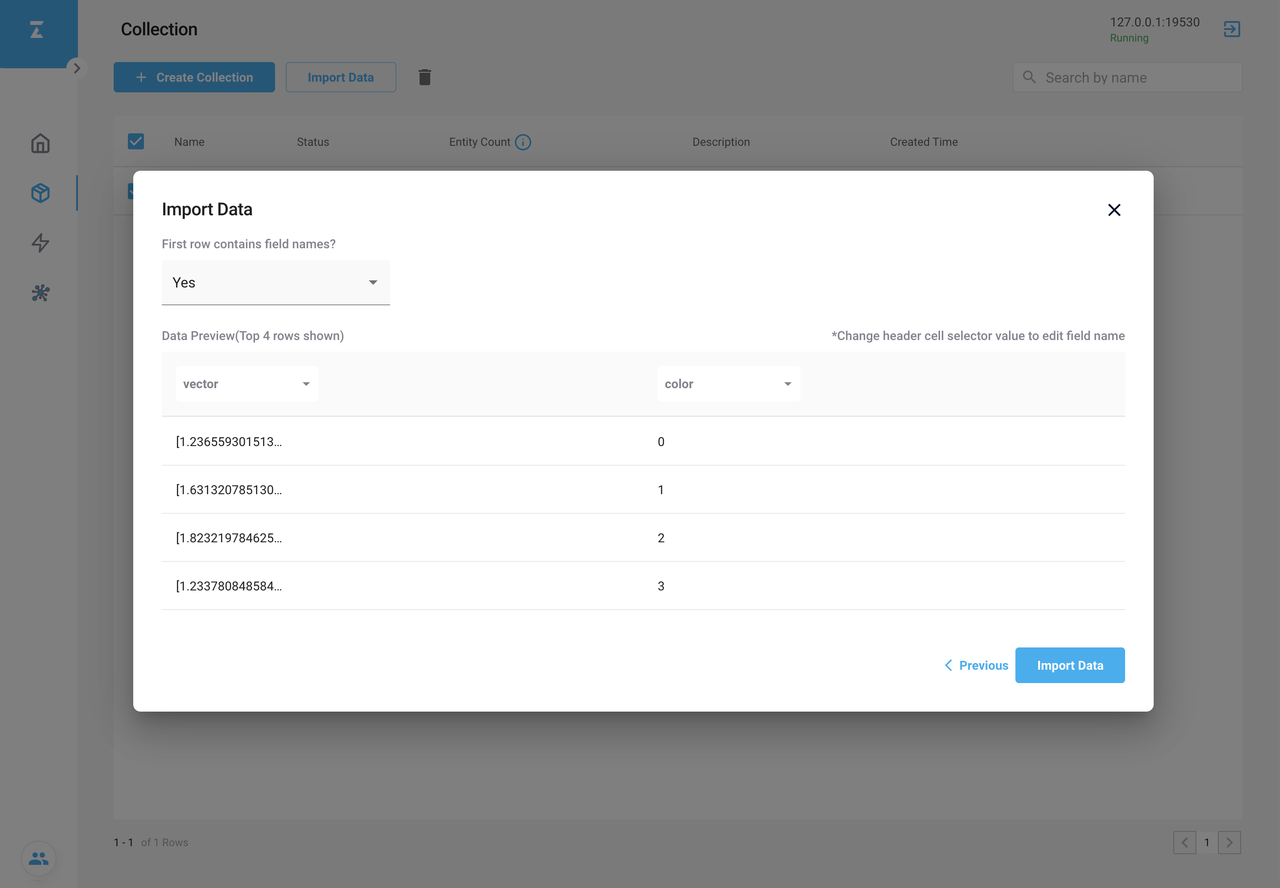 Collection
127.0.0.1:19530
Running
Create Collection
Import Data
Search by name
Name Status Entity Count Description Created Time
Import Data
First row contains field names?
Yes
Data Preview(Top 4 rows shown)
*Change header cell selector value to edit field name
vector color
[1.236559301513... 0
[1.631320785130... 1
[1.823219784625... 2
[1.233780848584... 3
Previous
Import Data
1 - 1 of 1 Rows
1